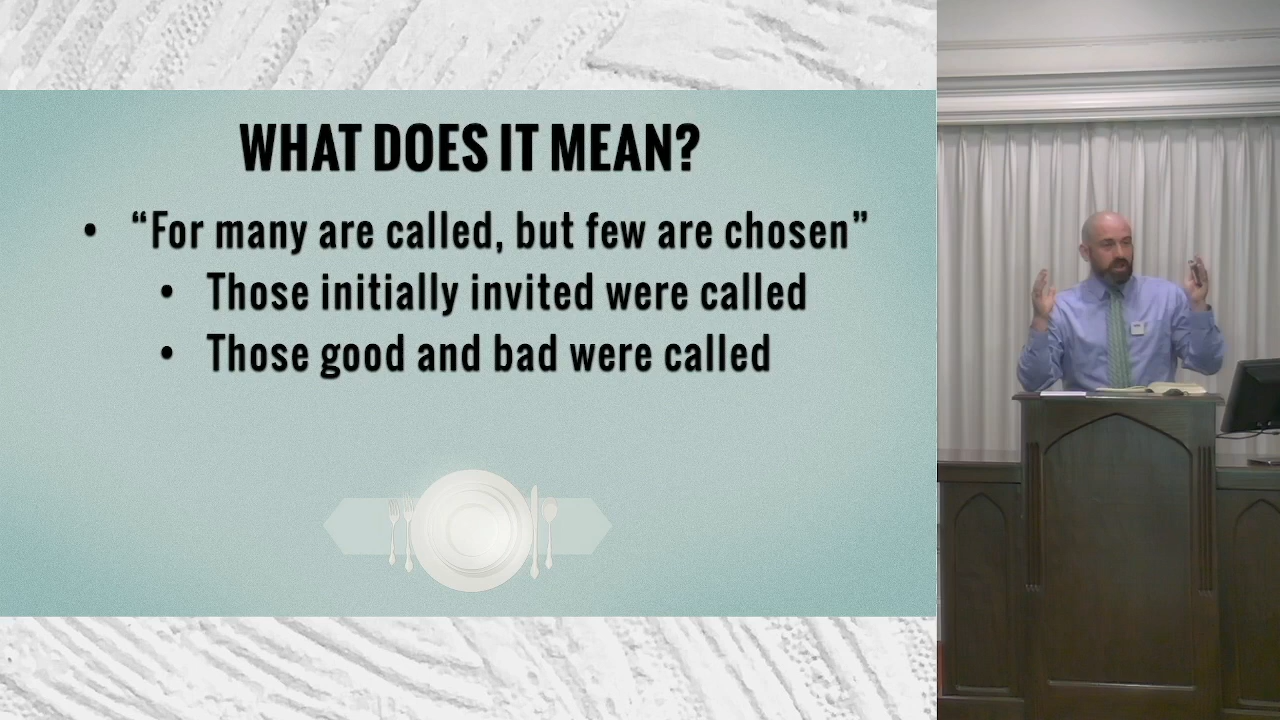 WHAT DOES IT MEAN?
• “For many are called, but few are chosen”
• Those initially invited were called
• Those good and bad were called